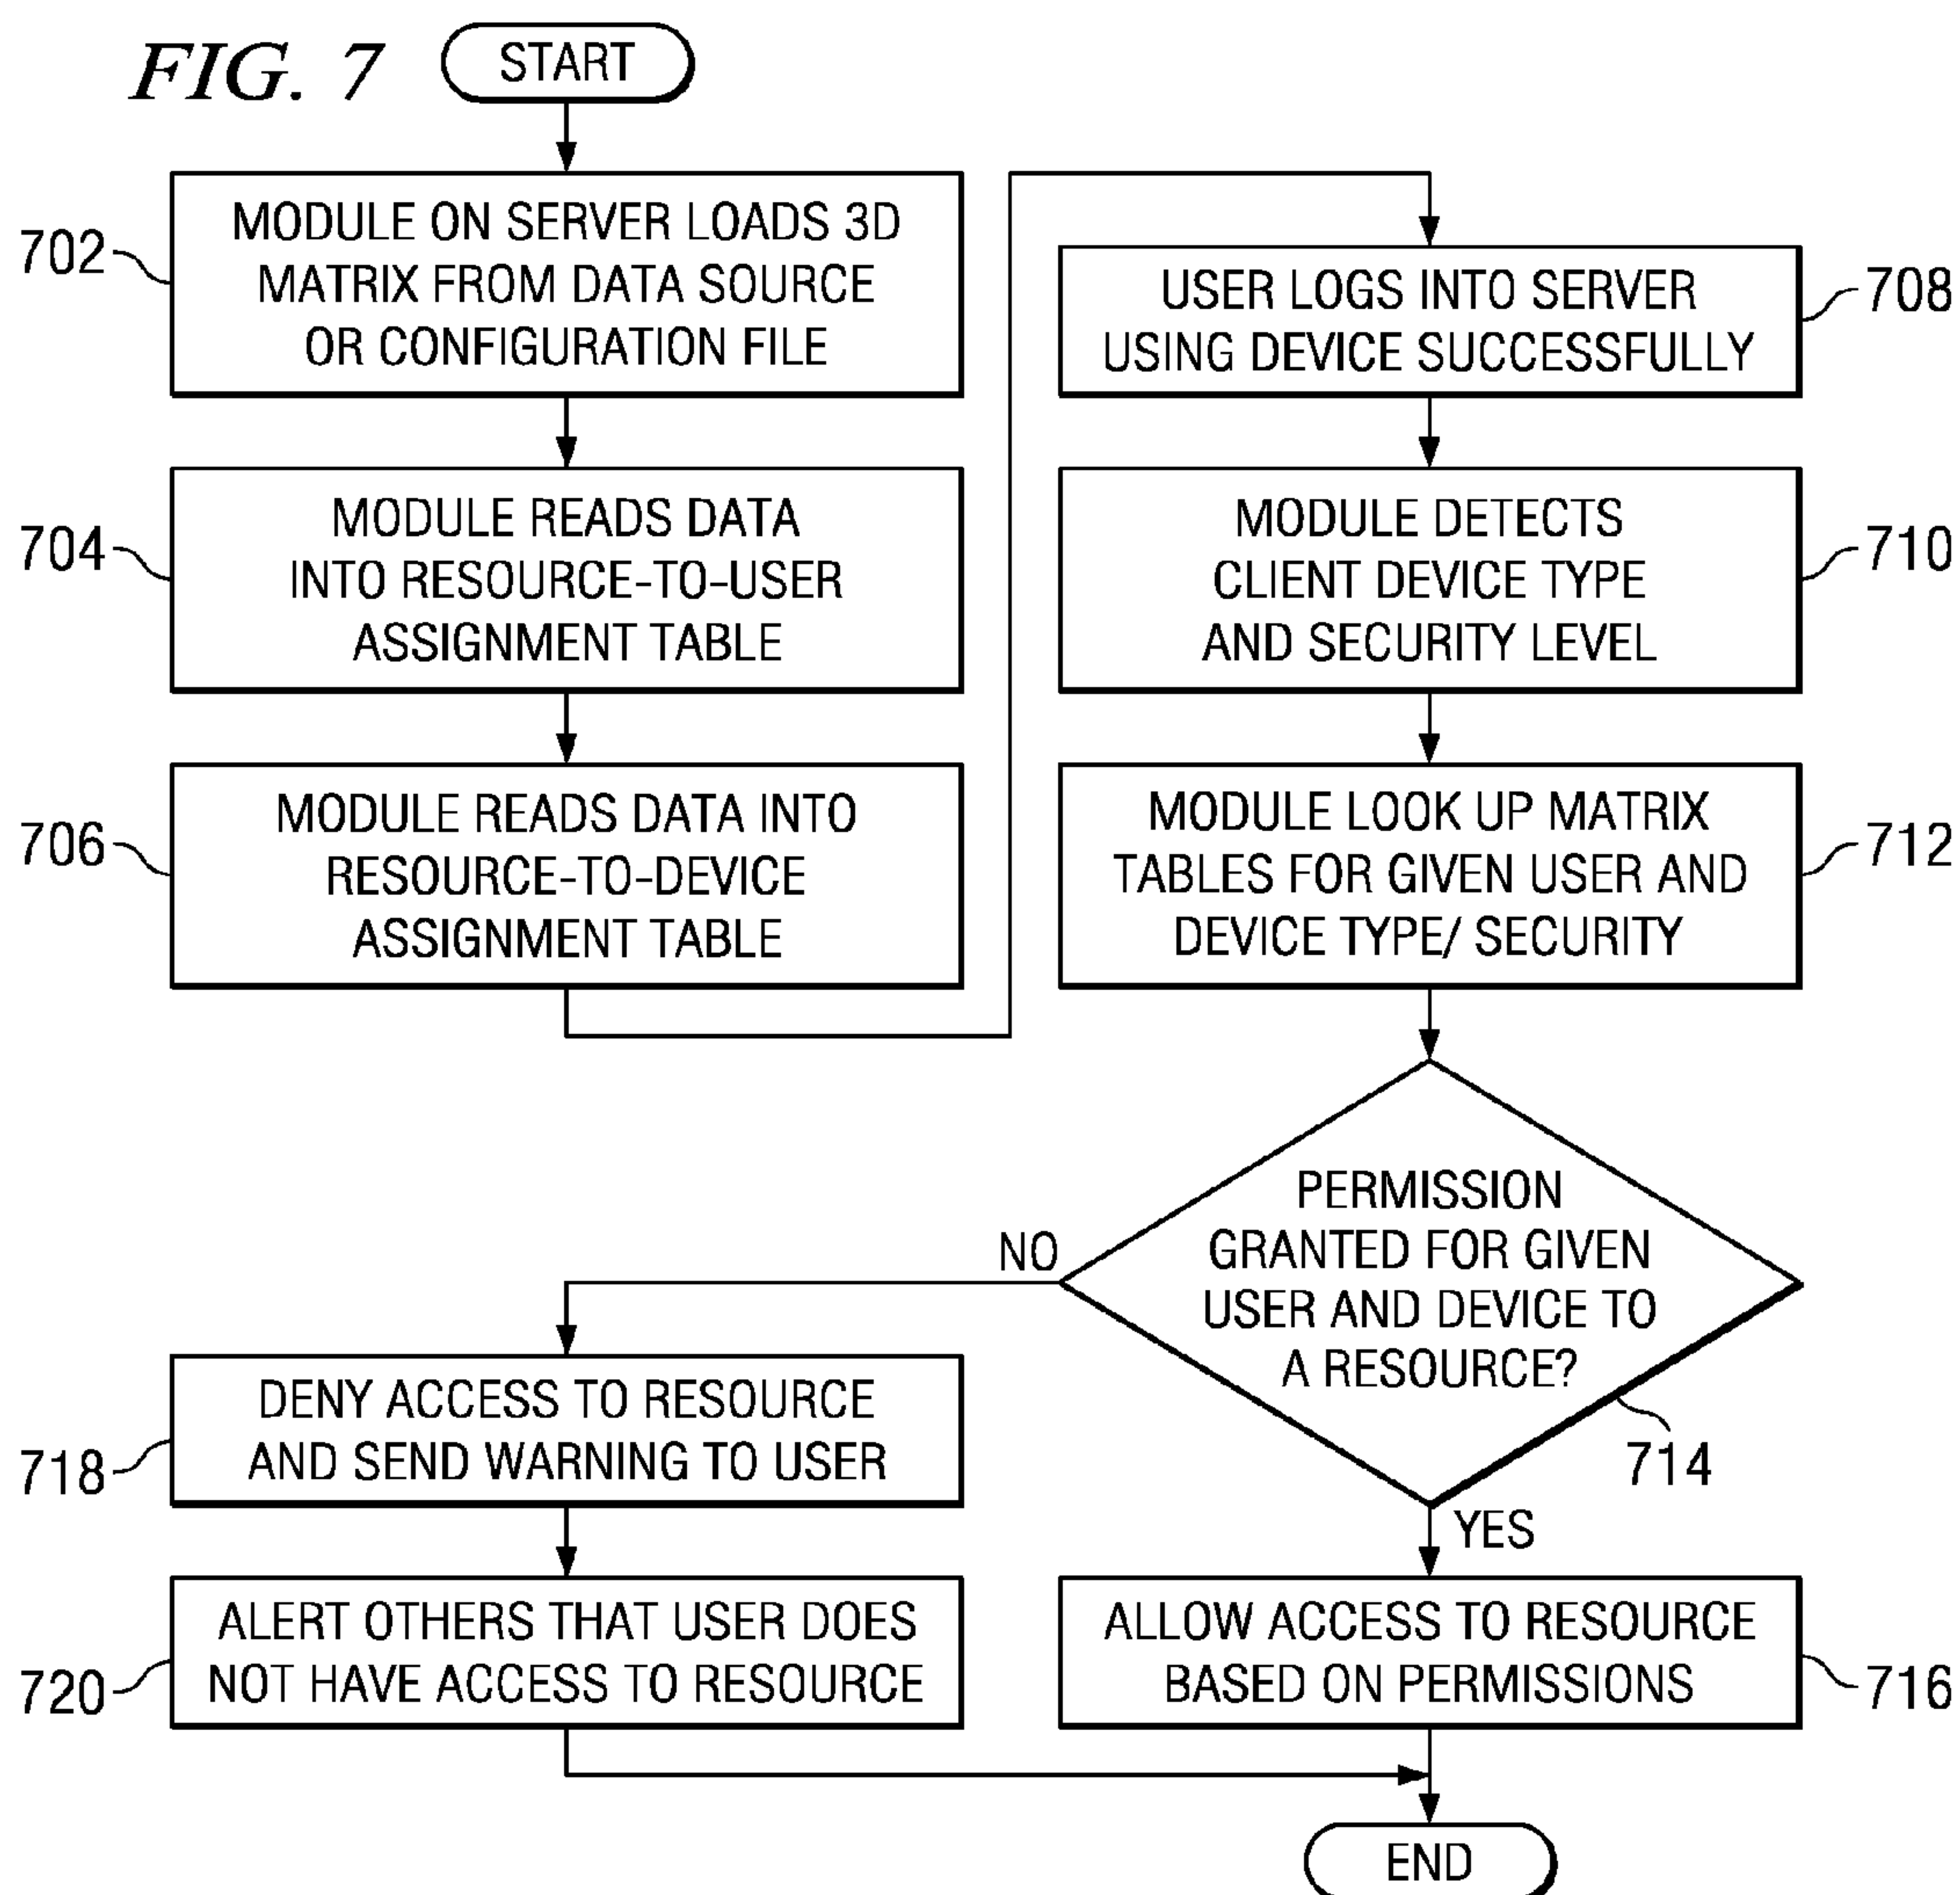 FIG. 7
START
702
MODULE ON SERVER LOADS 3D
MATRIX FROM DATA SOURCE
OR CONFIGURATION FILE
704
MODULE READS DATA
INTO RESOURCE-TO-USER
ASSIGNMENT TABLE
706
MODULE READS DATA INTO
RESOURCE-TO-DEVICE
ASSIGNMENT TABLE
USER LOGS INTO SERVER
USING DEVICE SUCCESSFULLY
708
MODULE DETECTS
CLIENT DEVICE TYPE
AND SECURITY LEVEL
710
MODULE LOOK UP MATRIX
TABLES FOR GIVEN USER AND
DEVICE TYPE/ SECURITY
712
PERMISSION
GRANTED FOR GIVEN
USER AND DEVICE TO
A RESOURCE?
714
NO
YES
718
DENY ACCESS TO RESOURCE
AND SEND WARNING TO USER
720
ALERT OTHERS THAT USER DOES
NOT HAVE ACCESS TO RESOURCE
ALLOW ACCESS TO RESOURCE
BASED ON PERMISSIONS
716
END